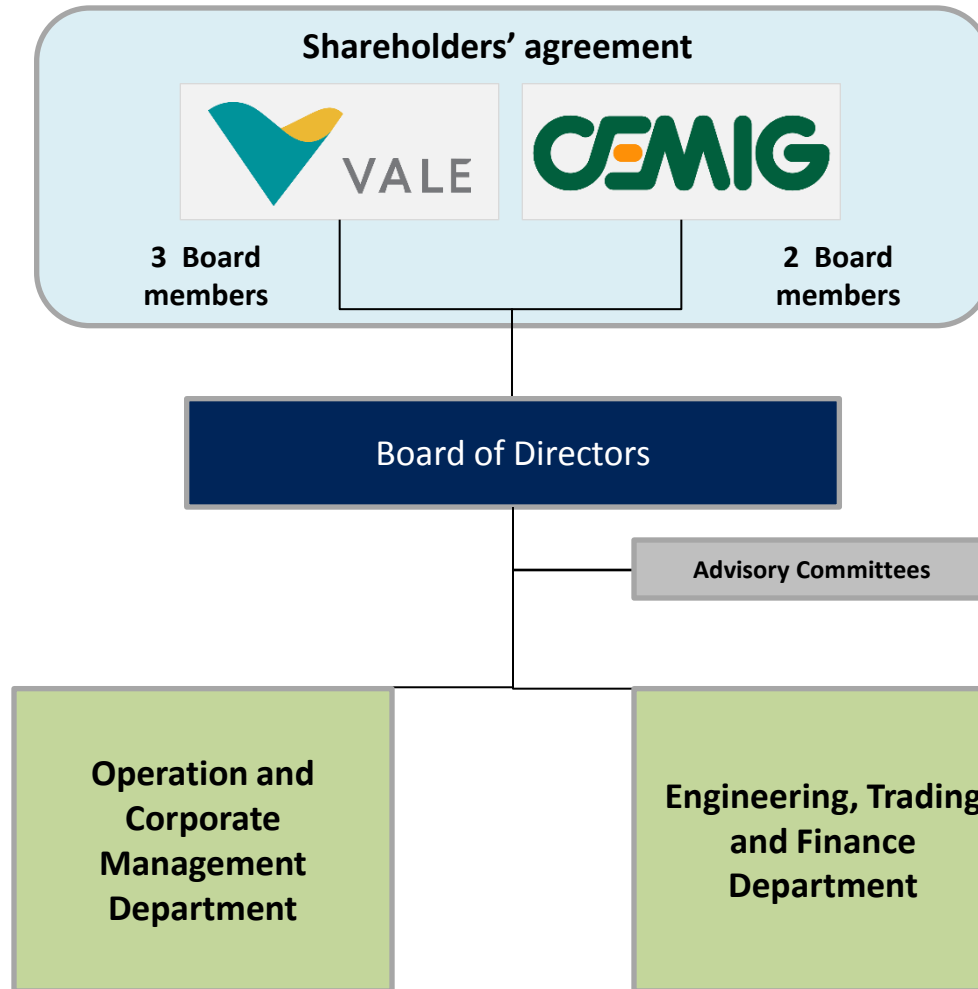 Shareholders’ agreement
VALE
CEMIG
3 Board
members
2 Board
members
Board of Directors
Advisory Committees
Operation and
Corporate
Management
Department
Engineering, Trading
and Finance
Department